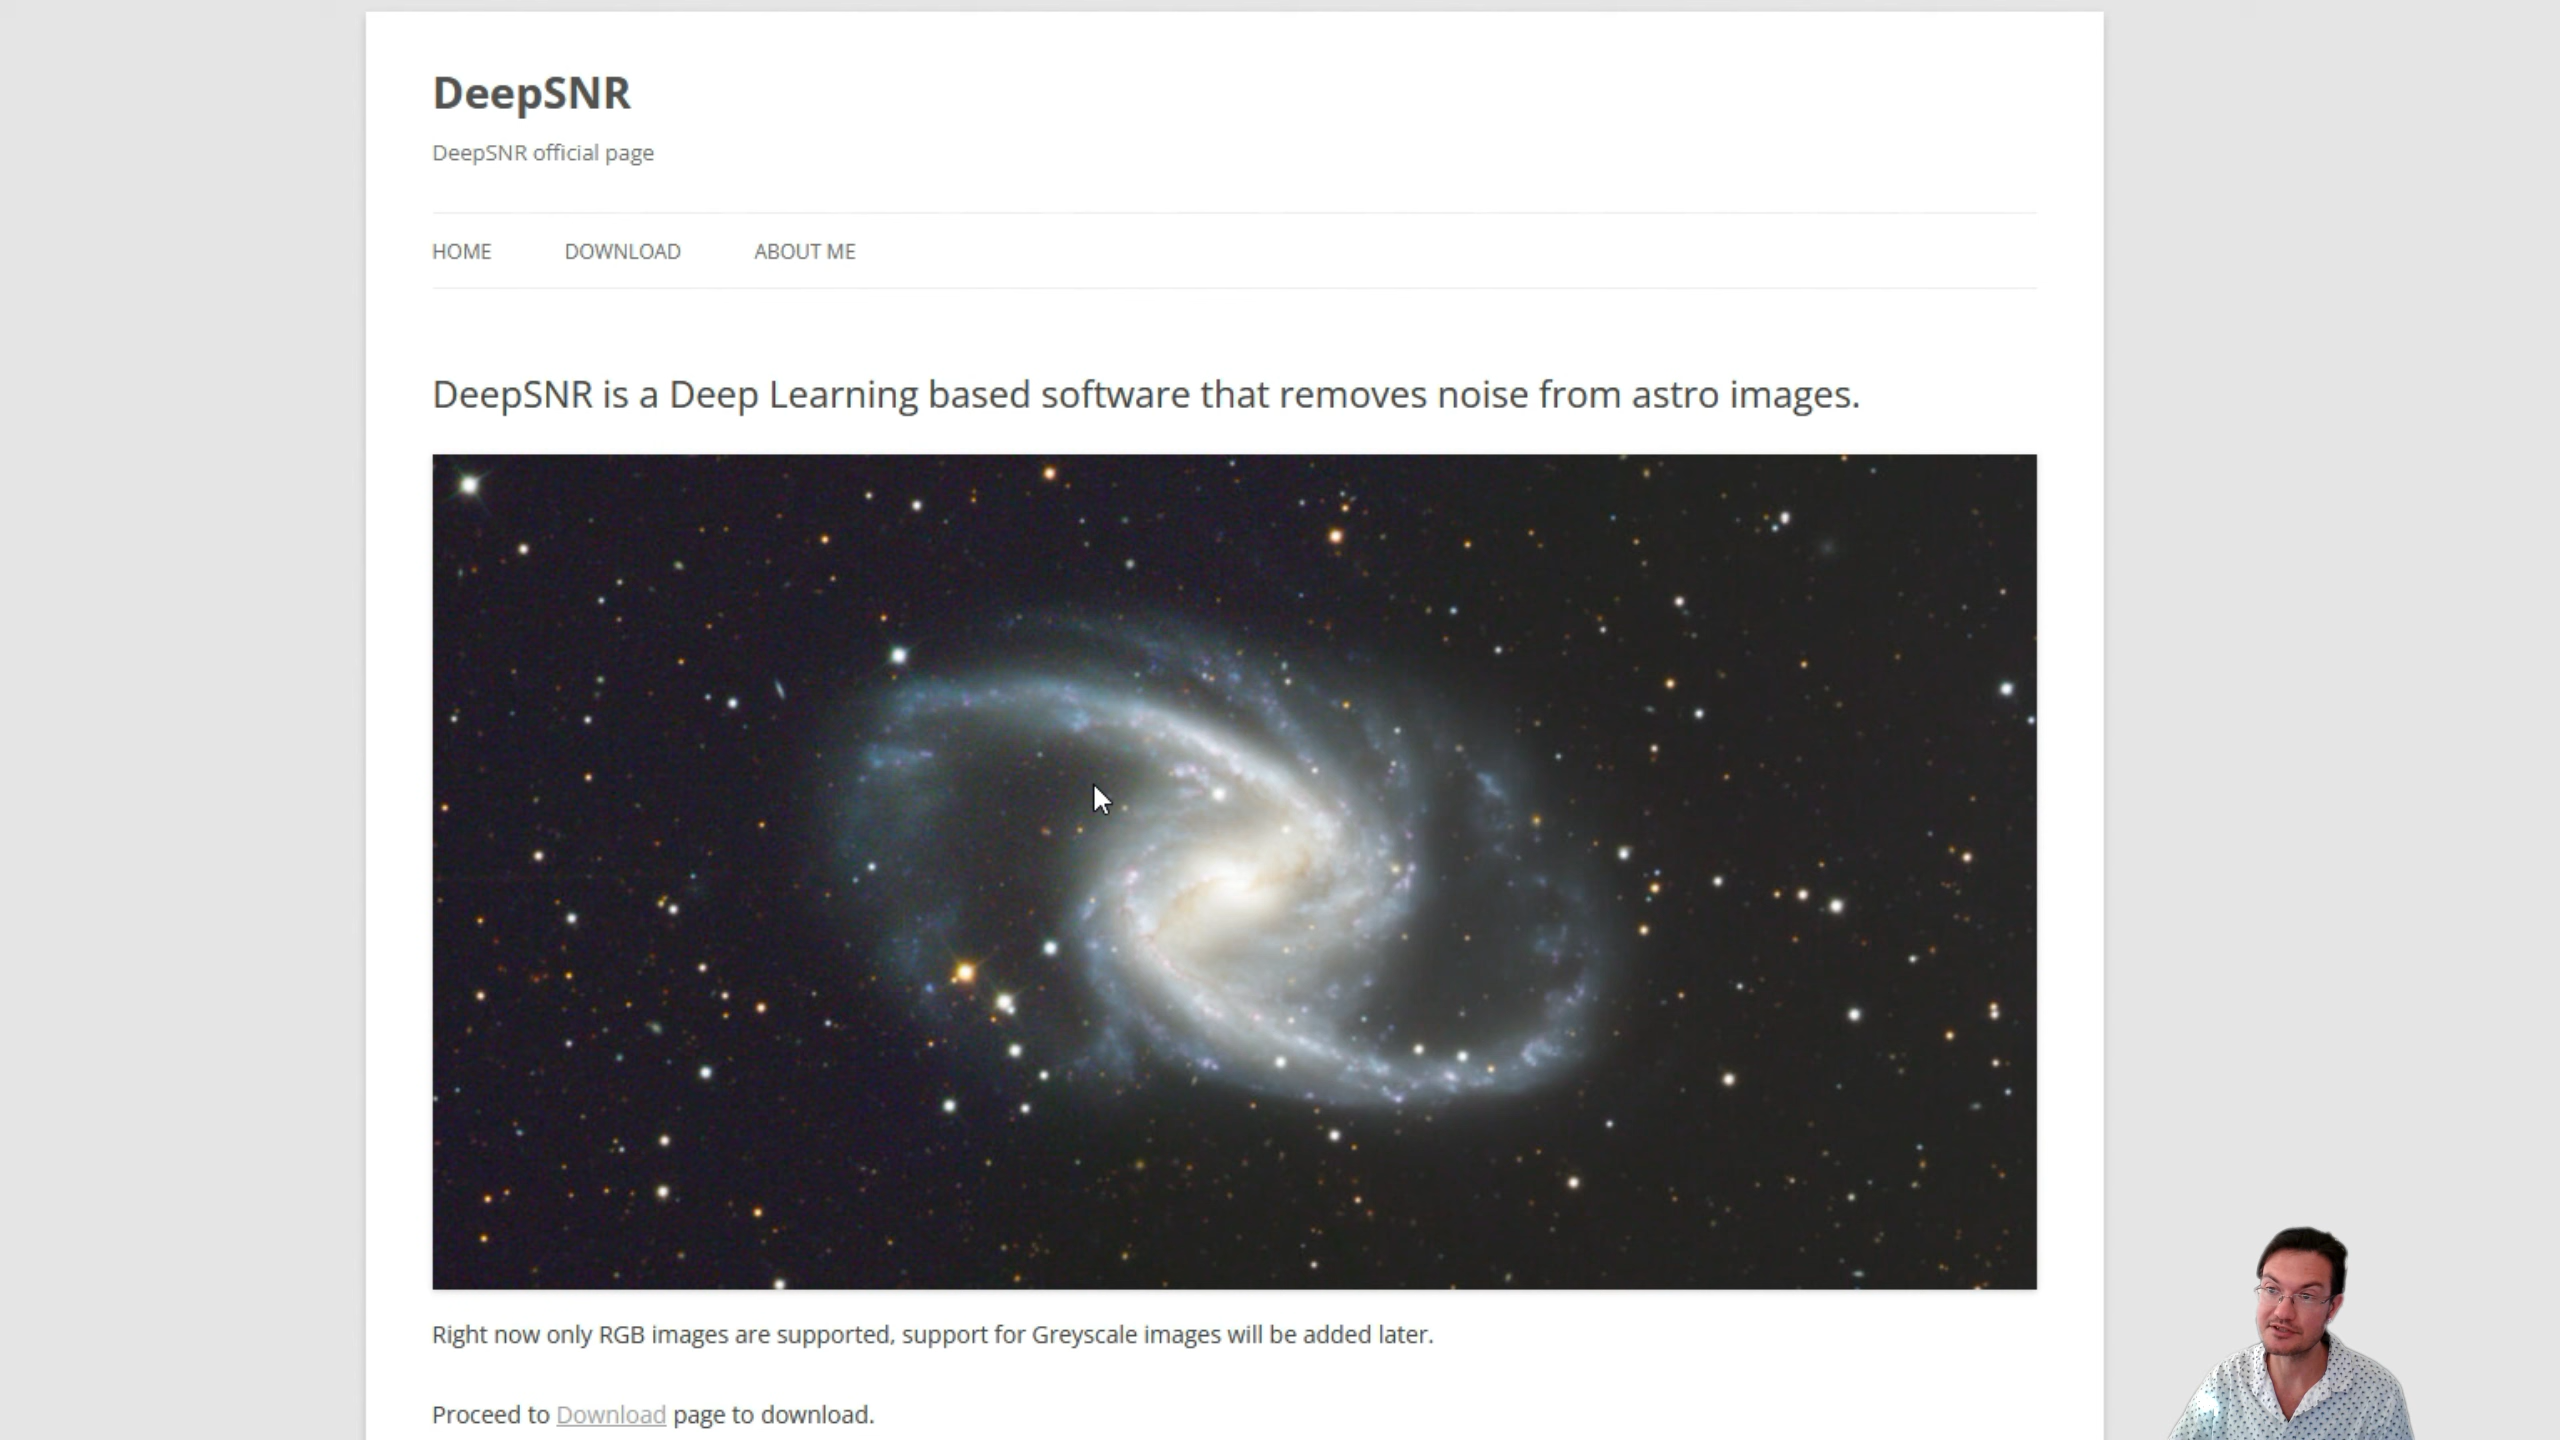 DeepSNR
DeepSNR official page
HOME
DOWNLOAD
ABOUT ME
DeepSNR is a Deep Learning based software that removes noise from astro images.
Right now only RGB images are supported, support for Greyscale images will be added later.
Proceed to Download page to download.